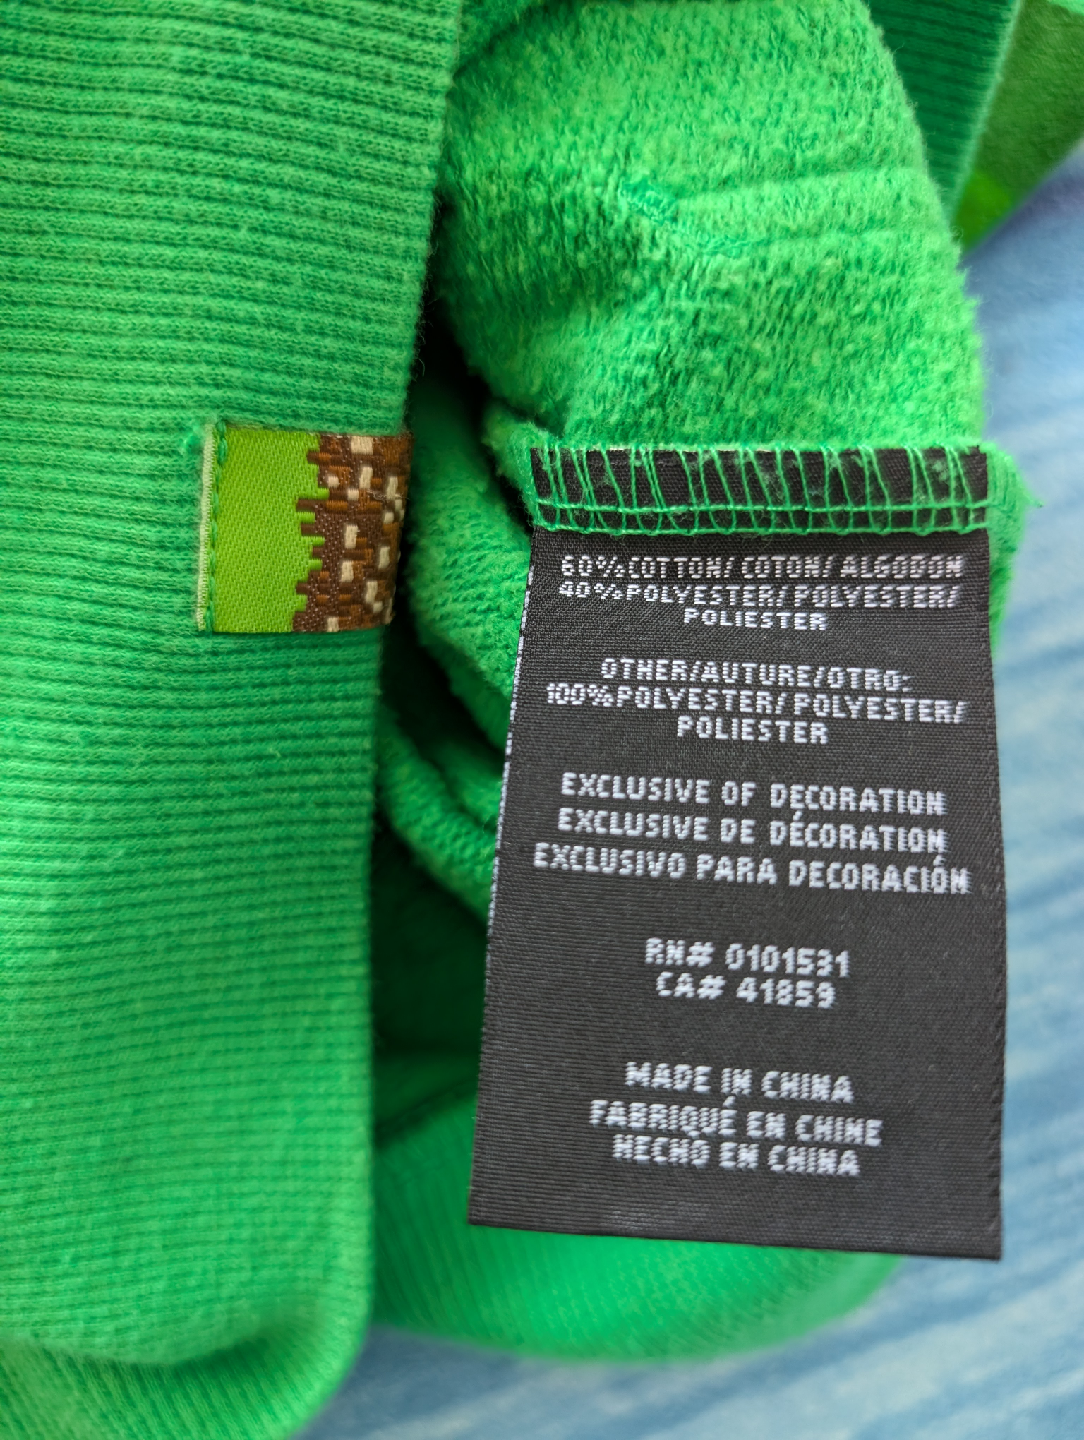 60%COTTON/ COTON/ ALGODON
40%POLYESTER/ POLYESTER/
POLIESTER
OTHER/AUTURE/OTRO:
100%POLYESTER/ POLYESTER/
POLIESTER
EXCLUSIVE OF DECORATION
EXCLUSIVE DE DÉCORATION
EXCLUSIVO PARA DECORACIÓN
RN# 0101531
CA# 41859
MADE IN CHINA
FABRIQUÉ EN CHINE
HECHO EN CHINA